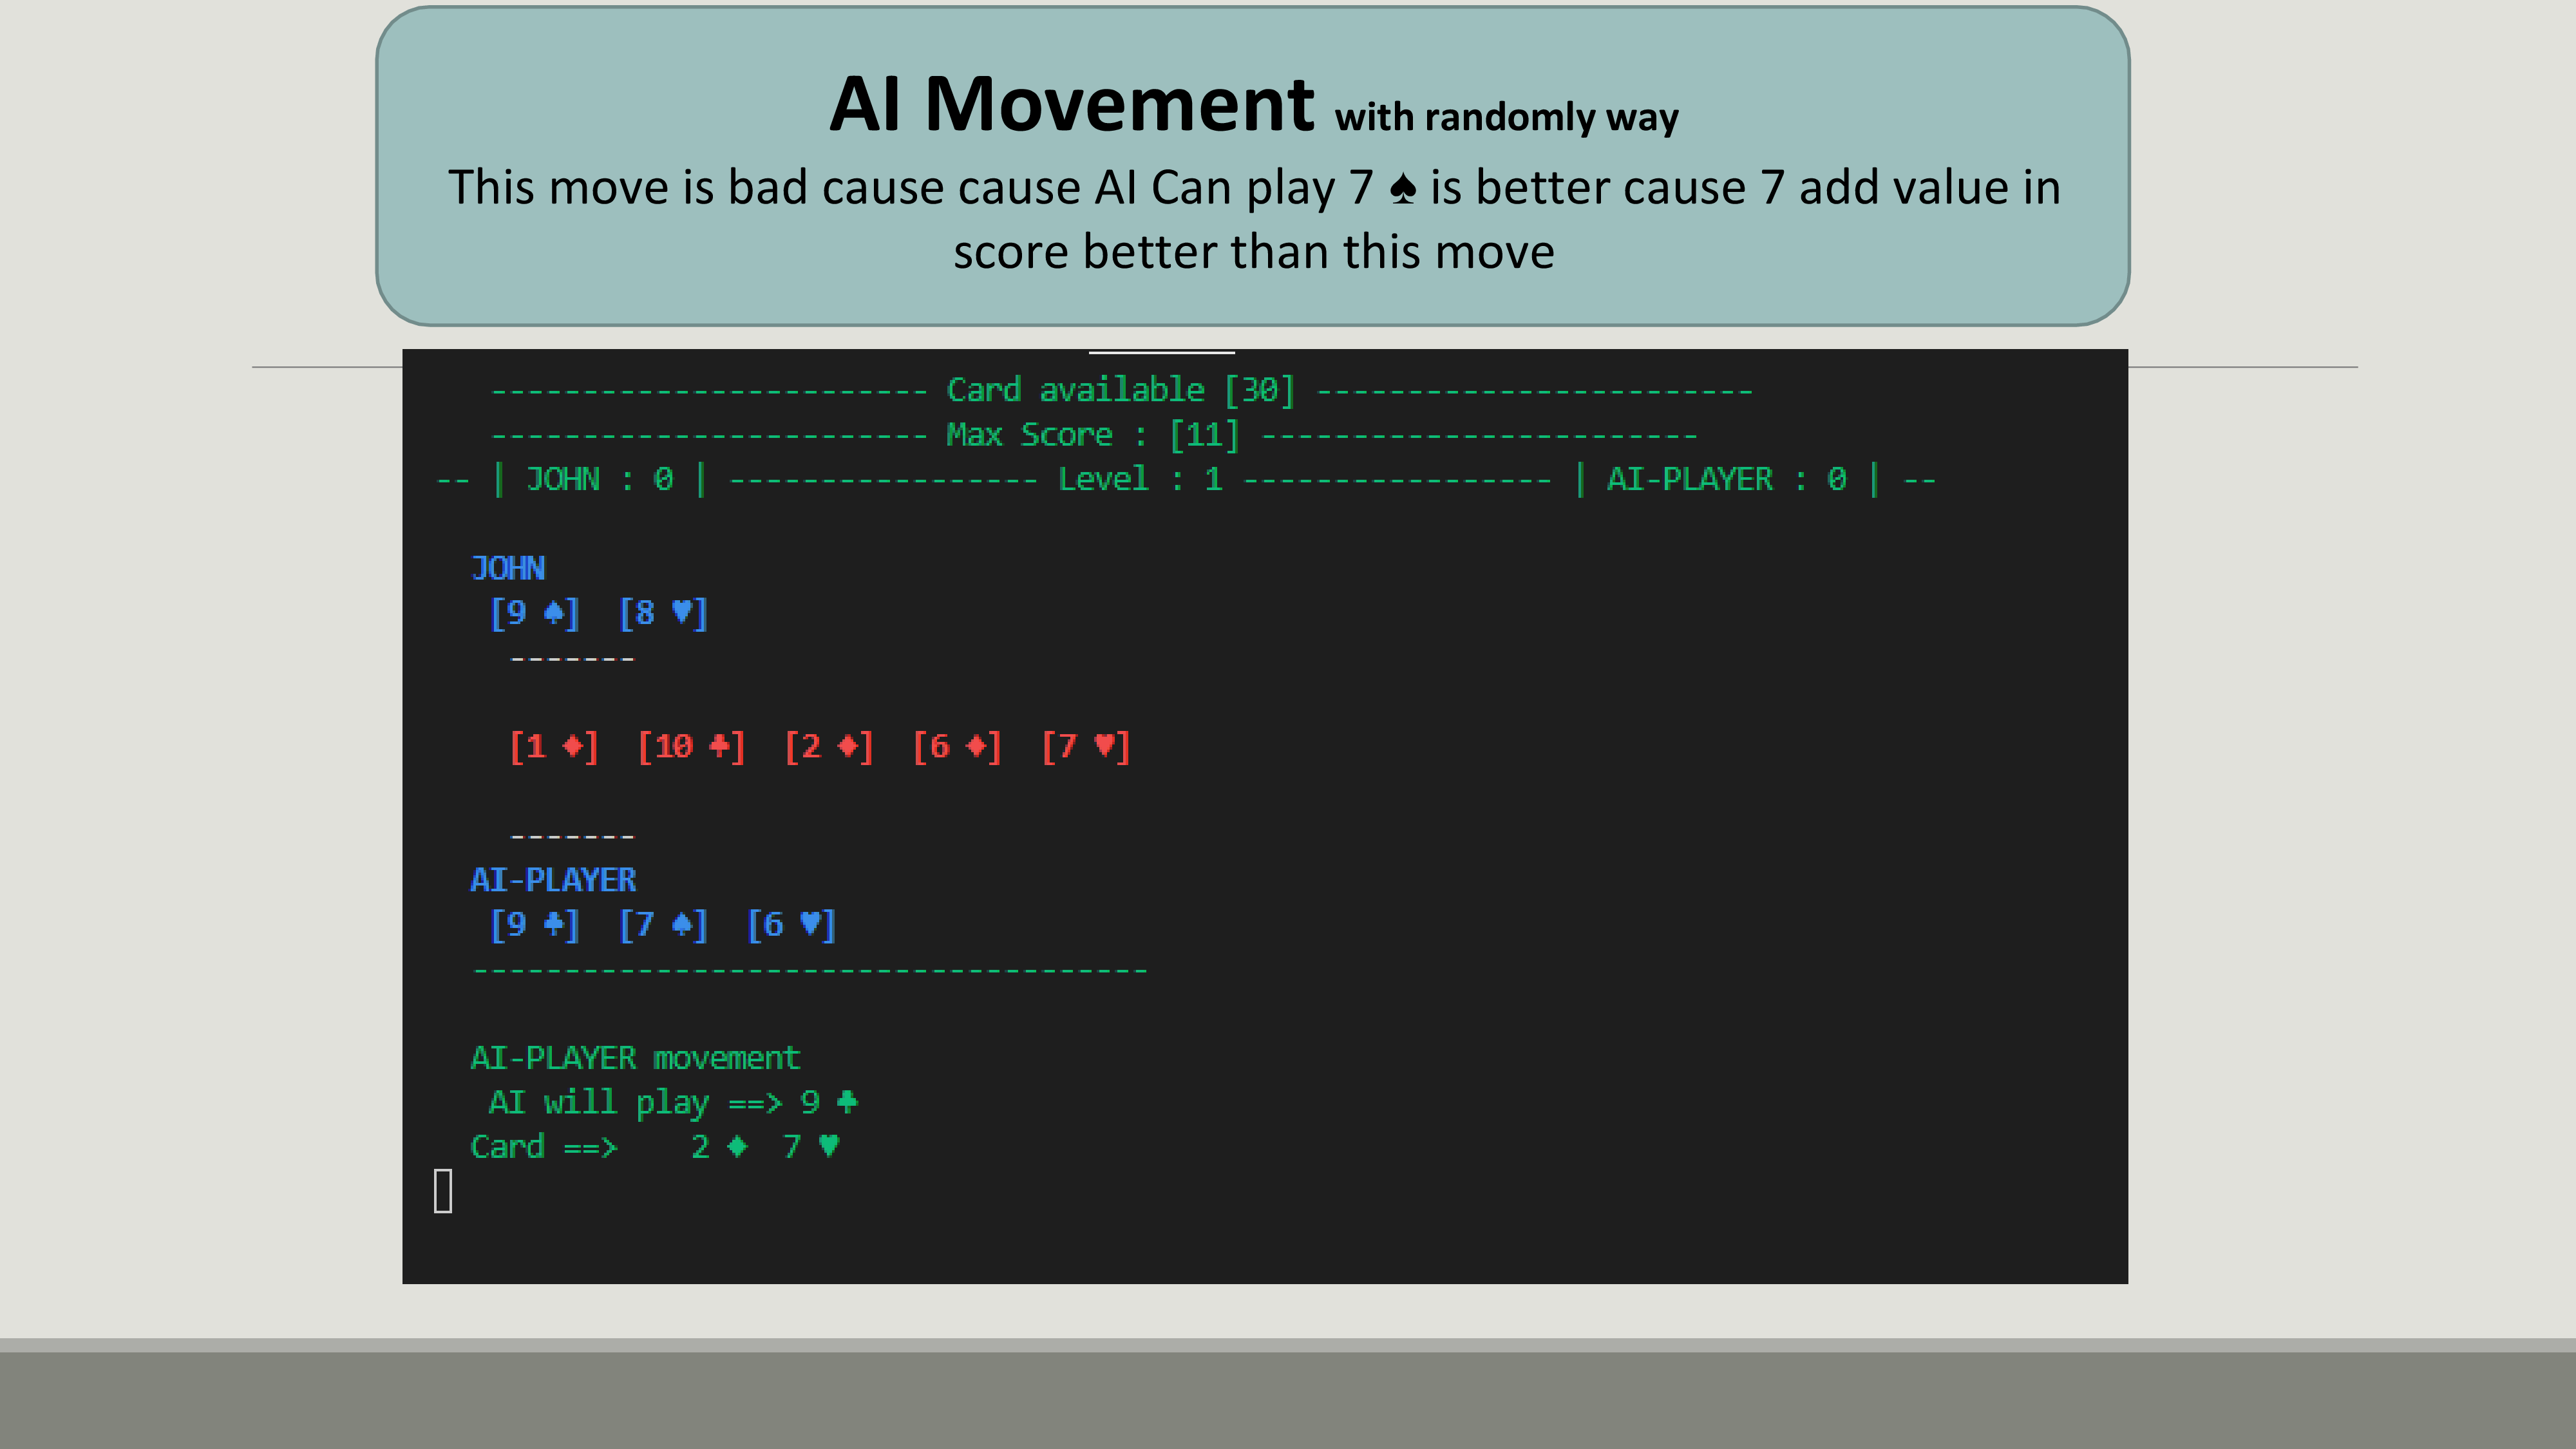 AI Movement with randomly way
This move is bad cause cause AI Can play 7 ♠ is better cause 7 add value in
score better than this move
------------------------ Card available [30] ------------------------
------------------------ Max Score : [11] ------------------------
-- | JOHN : 0 | ----------------- Level : 1 ----------------- | AI-PLAYER : 0 | --
JOHN
[9 ♠] [8 ♥]
-------
[1 ♦] [10 ♣] [2 ♦] [6 ♦] [7 ♥]
-------
AI-PLAYER
[9 ♣] [7 ♠] [6 ♥]
-------------------------------------
AI-PLAYER movement
AI will play ==> 9 ♣
Card ==> 2 ♦ 7 ♥